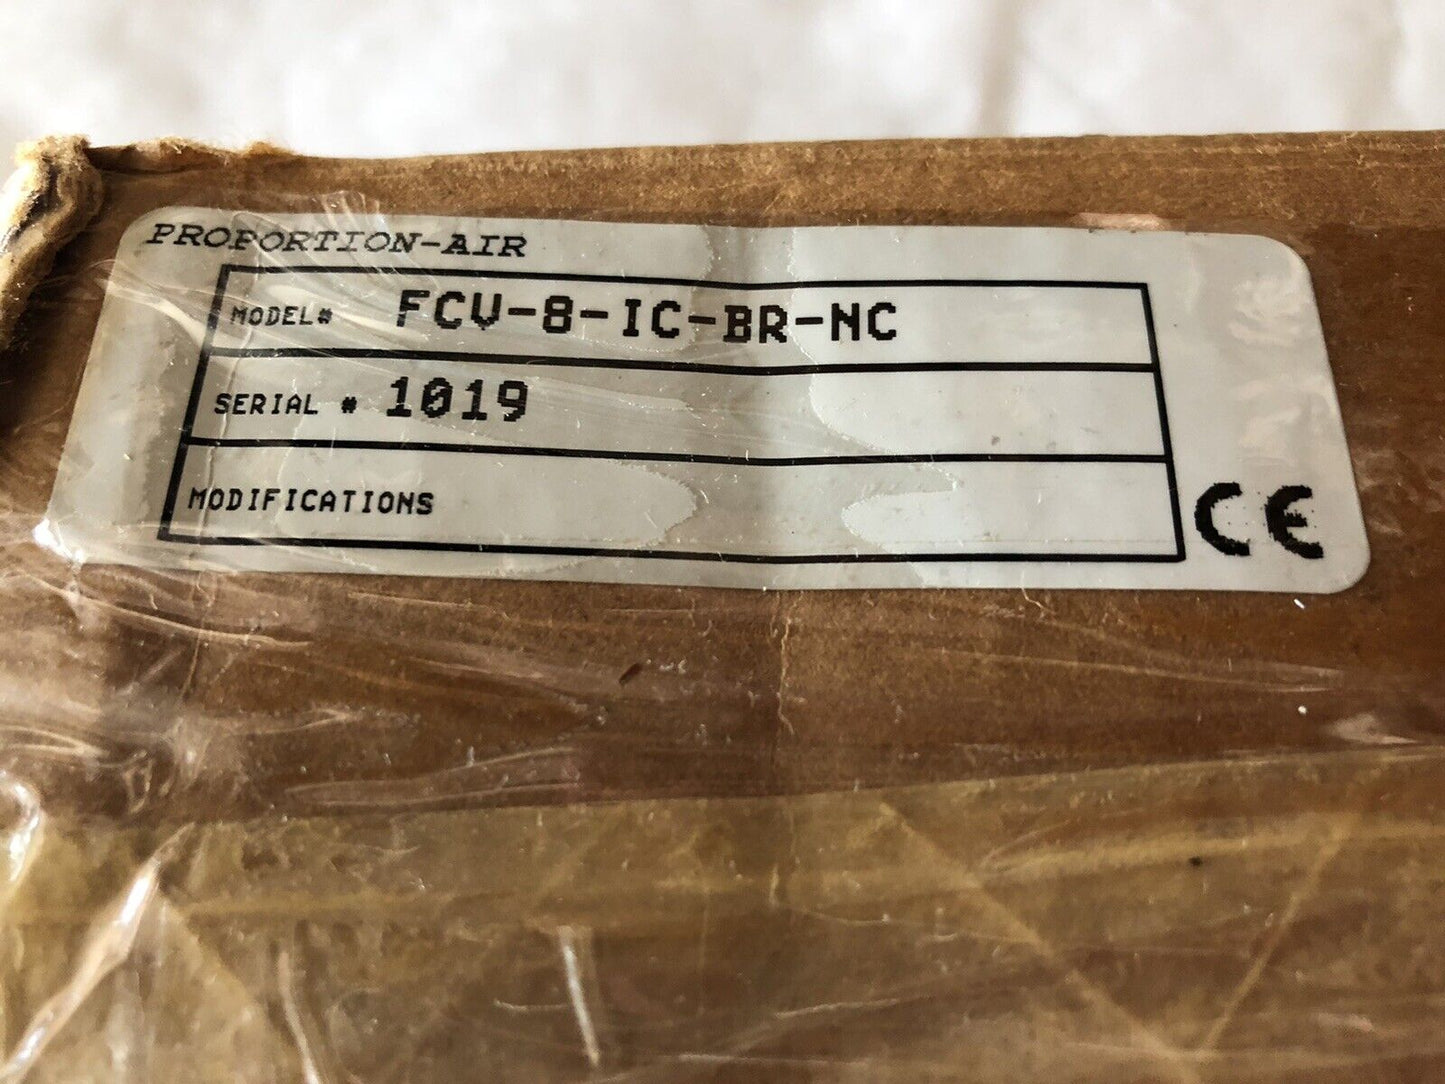 PROPORTION-AIR
MODEL# FCV-8-IC-BR-NC
SERIAL # 1019
MODIFICATIONS
CE